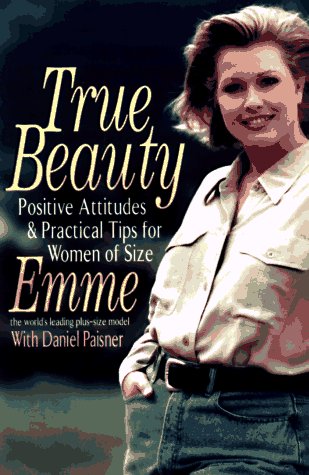 True
Beauty
Positive Attitudes
& Practical Tips for
Women of Size
Emme
the world's leading plus-size model
With Daniel Paisner